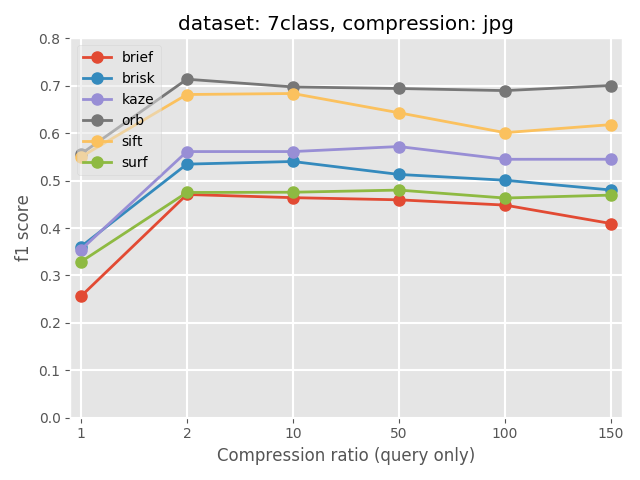 dataset: 7class, compression: jpg
0.8
0.7
0.6
0.5
0.4
0.3
0.2
0.1
0.0
f1 score
brief
brisk
kaze
orb
sift
surf
1 2 10 50 100 150
Compression ratio (query only)